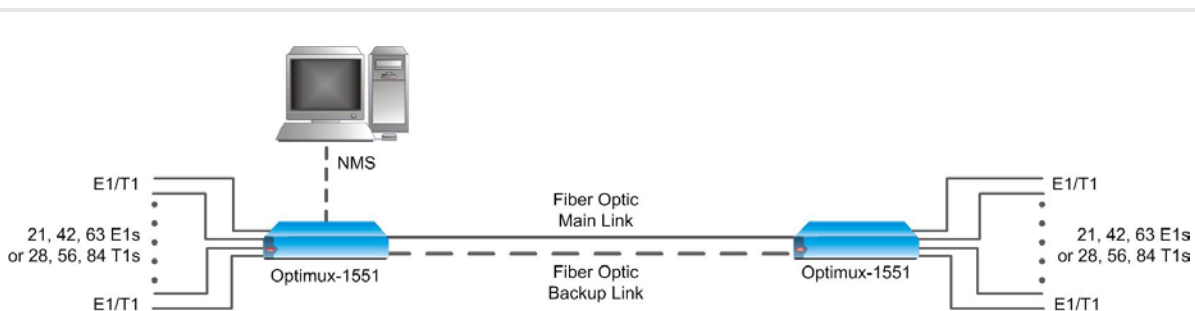 NMS
E1/T1
21, 42, 63 E1s
or 28, 56, 84 T1s
E1/T1
Optimux-1551
Fiber Optic
Main Link
Fiber Optic
Backup Link
Optimux-1551
E1/T1
21, 42, 63 E1s
or 28, 56, 84 T1s
E1/T1